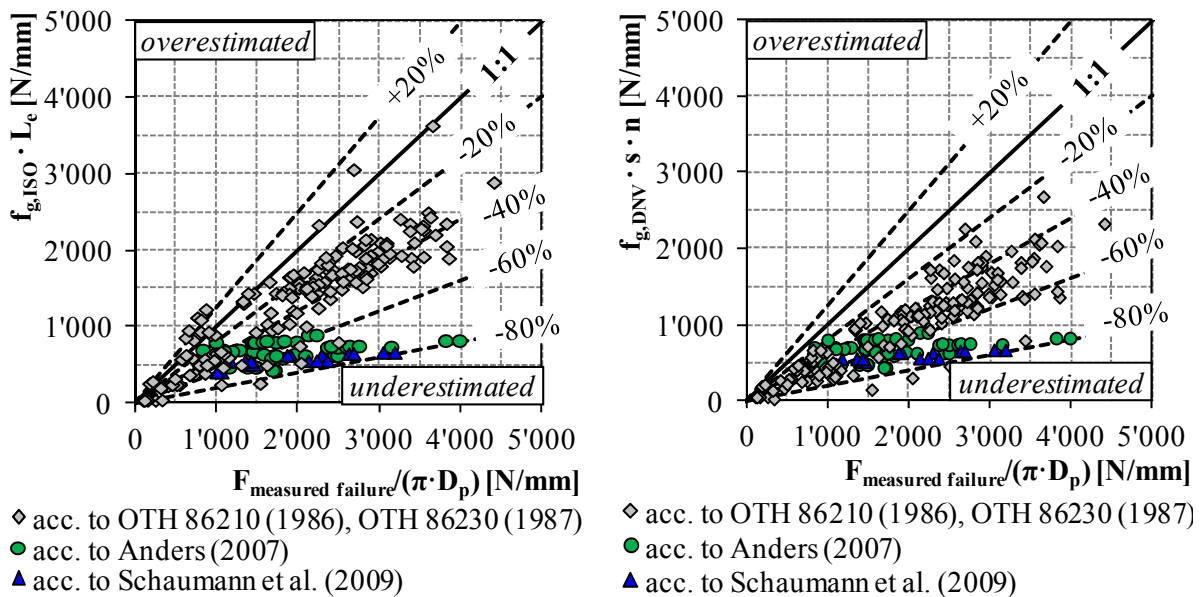 5'000
4'000
3'000
2'000
1'000
0
f_g,ISO · L_e [N/mm]
overestimated
+20%
1:1
-20%
-40%
-60%
-80%
underestimated
0 1'000 2'000 3'000 4'000 5'000
F_measured failure/(π·D_p) [N/mm]
acc. to OTH 86210 (1986), OTH 86230 (1987)
acc. to Anders (2007)
acc. to Schaumann et al. (2009)
5'000
4'000
3'000
2'000
1'000
0
f_g,DNV · s · n [N/mm]
overestimated
+20%
1:1
-20%
-40%
-60%
-80%
underestimated
0 1'000 2'000 3'000 4'000 5'000
F_measured failure/(π·D_p) [N/mm]
acc. to OTH 86210 (1986), OTH 86230 (1987)
acc. to Anders (2007)
acc. to Schaumann et al. (2009)